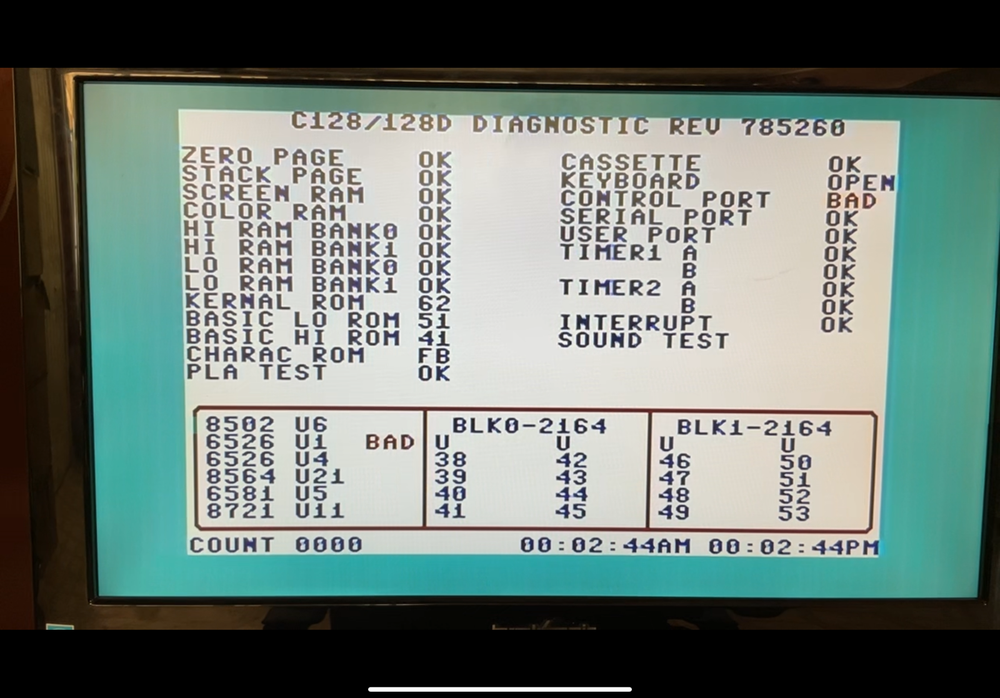 C128/128D DIAGNOSTIC REV 785260
ZERO PAGE OK
STACK PAGE OK
SCREEN RAM OK
COLOR RAM OK
HI RAM BANK0 OK
HI RAM BANK1 OK
LO RAM BANK0 OK
LO RAM BANK1 OK
KERNAL ROM 62
BASIC LO ROM 51
BASIC HI ROM 41
CHARAC ROM FB
PLA TEST OK
CASSETTE OK
KEYBOARD OPEN
CONTROL PORT BAD
SERIAL PORT OK
USER PORT OK
TIMER1 A OK
B OK
TIMER2 A OK
B OK
INTERRUPT OK
SOUND TEST
8502 U6
6526 U1 BAD
6526 U4
8564 U21
6581 U5
8721 U11
BLK0-2164
U U
38 42
39 43
40 44
41 45
BLK1-2164
U U
46 50
47 51
48 52
49 53
COUNT 0000 00:02:44AM 00:02:44PM